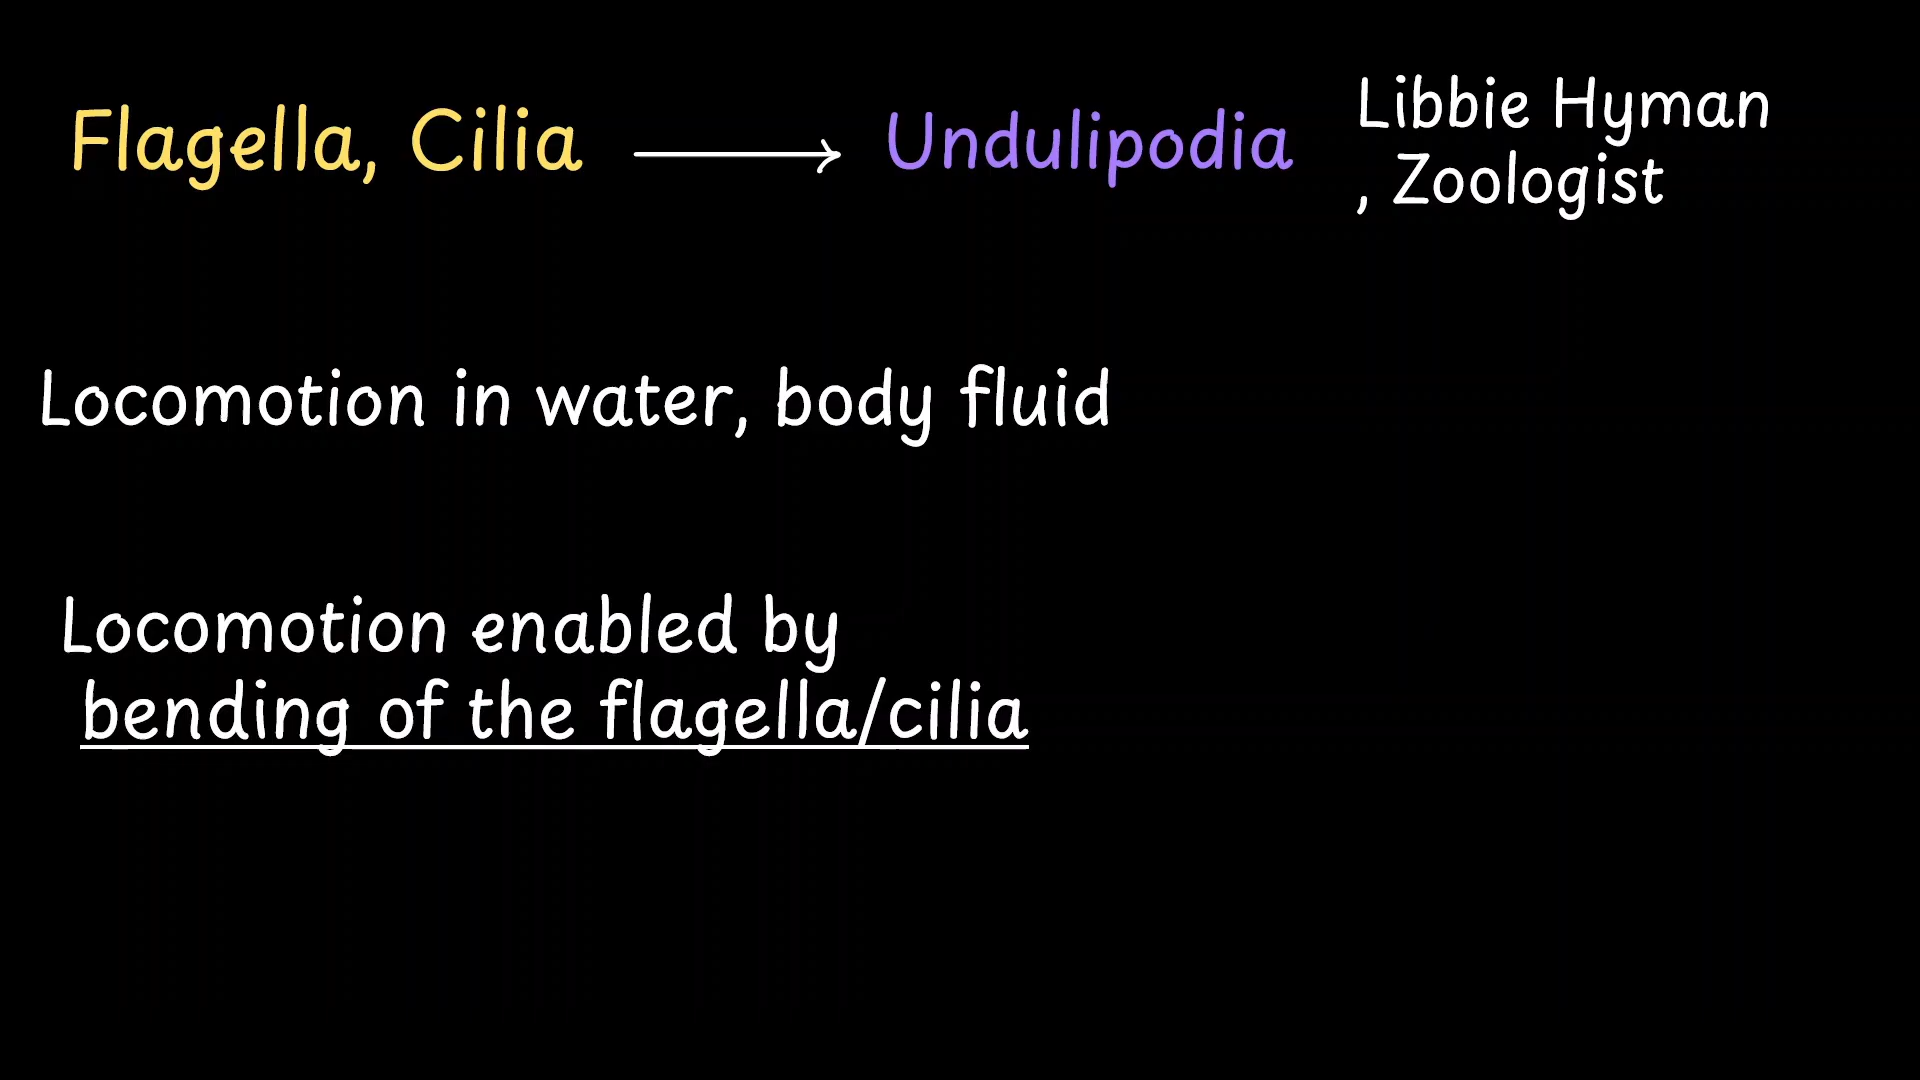 Flagella, Cilia → Undulipodia
Libbie Hyman
, Zoologist
Locomotion in water, body fluid
Locomotion enabled by
bending of the flagella/cilia